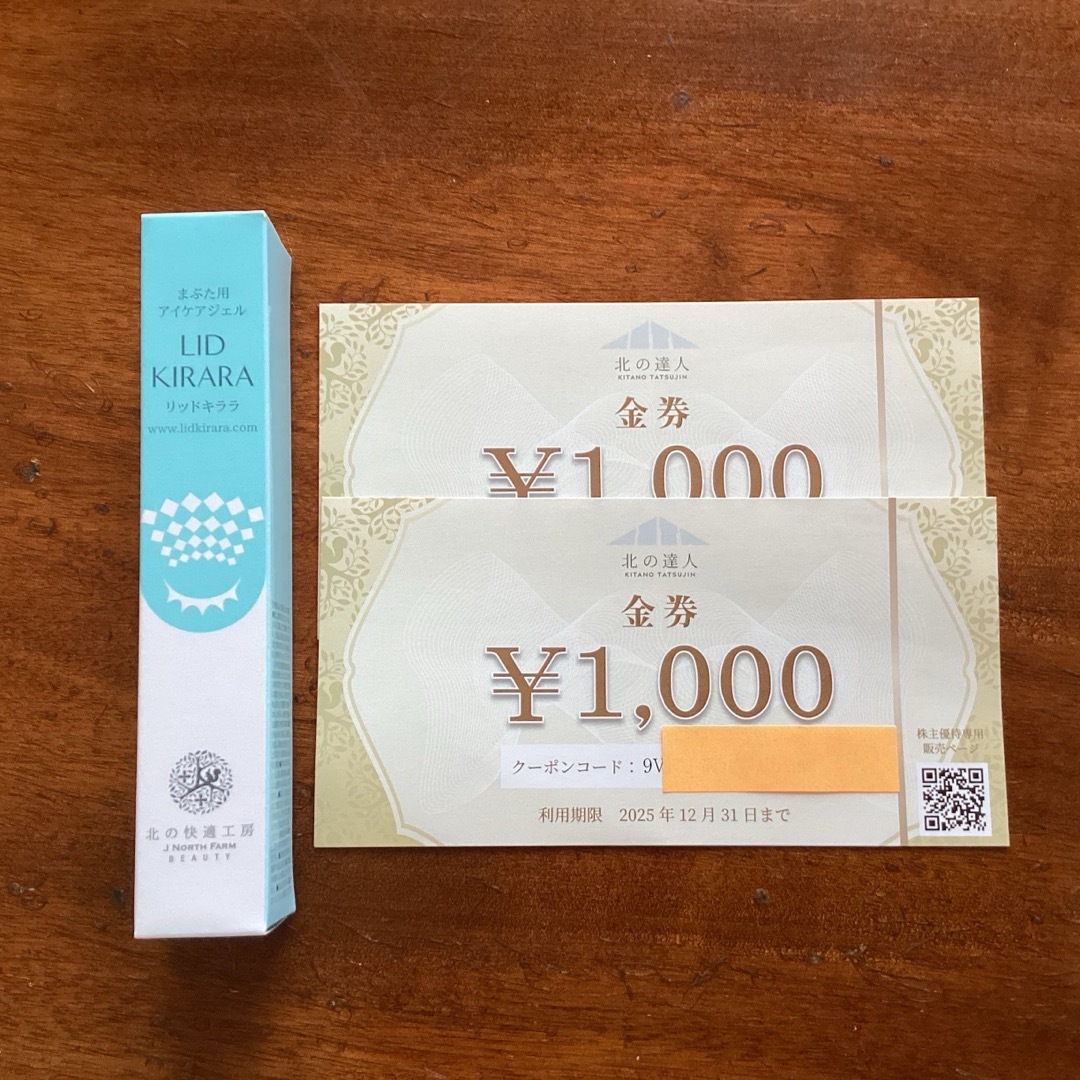 まぶた用
アイケアジェル
LID
KIRARA
リッドキララ
www.lidkirara.com
北の快適工房
J NORTH FARM
BEAUTY
北の達人
KITANO TATSUJIN
金券
¥1,000
北の達人
KITANO TATSUJIN
金券
¥1,000
クーポンコード：9V
利用期限 2025年12月31日まで
株主優待専用
販売ページ